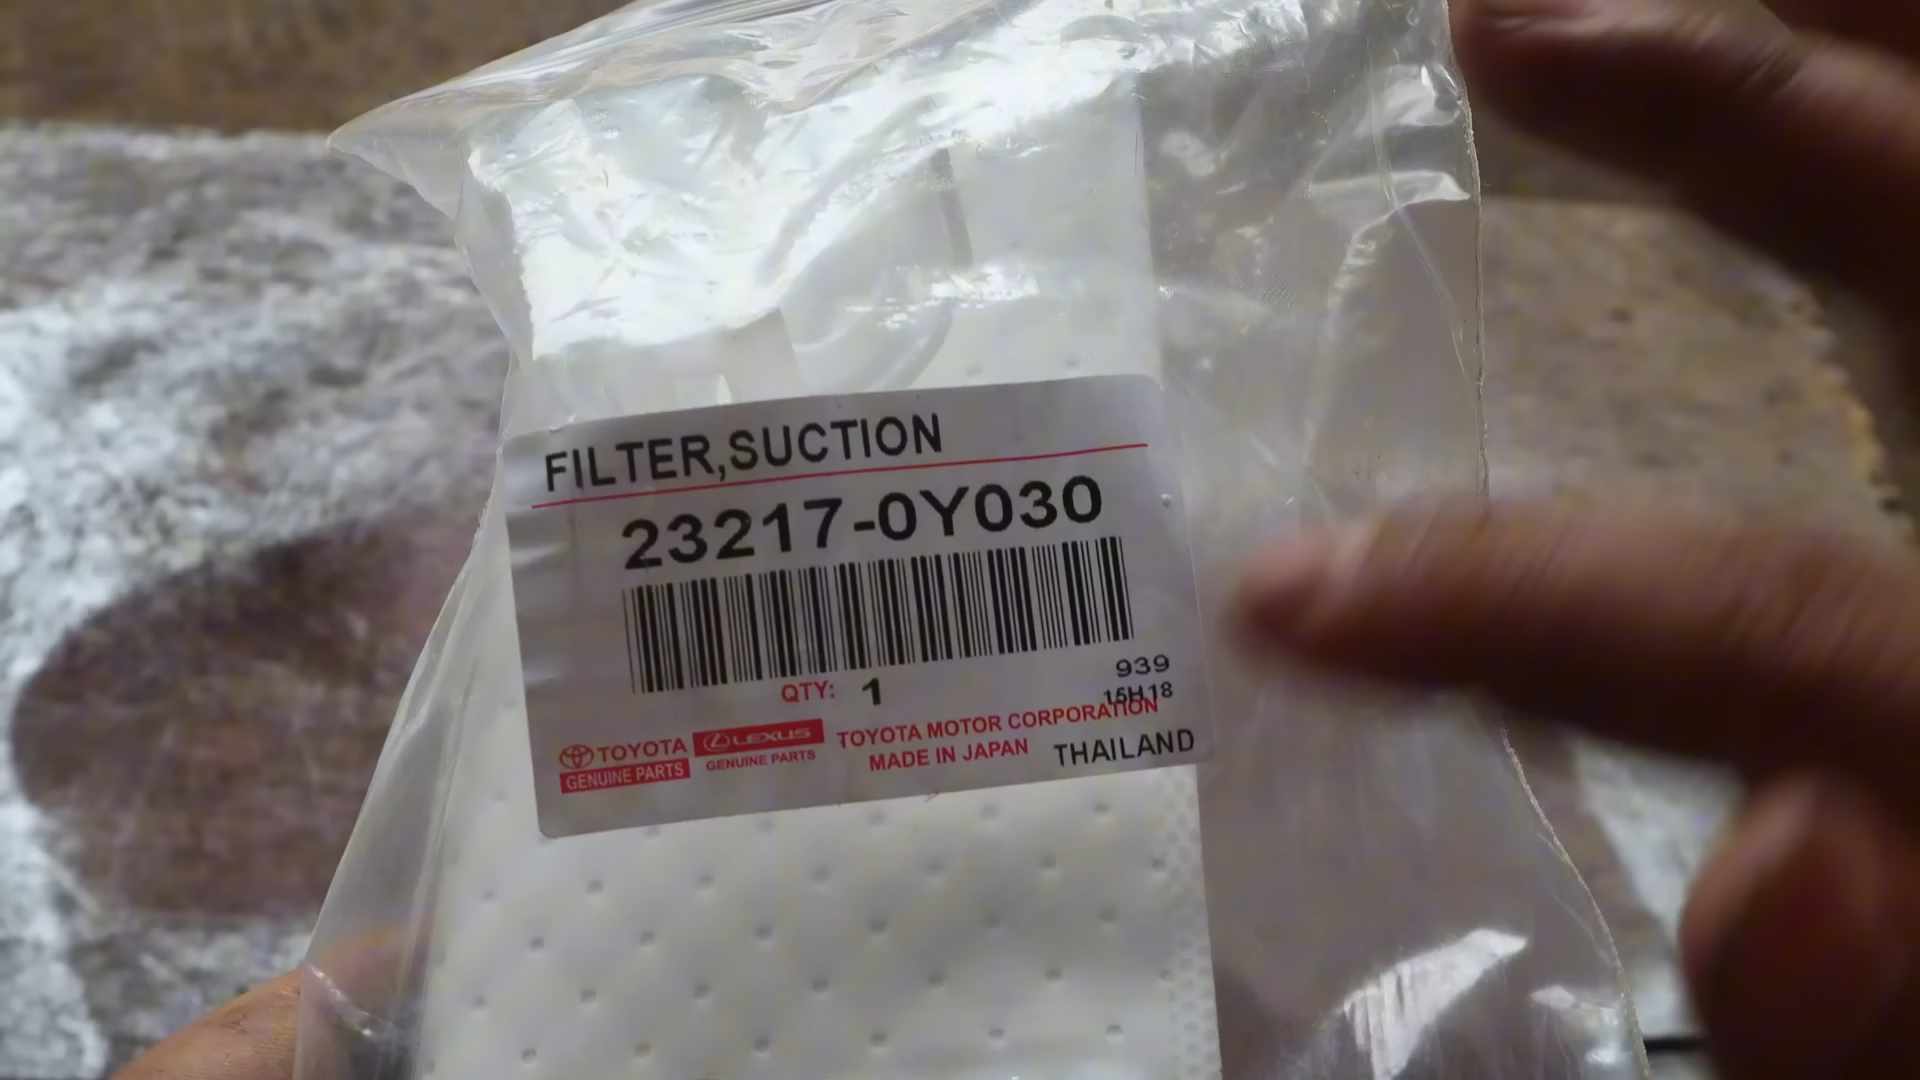 FILTER,SUCTION
23217-0Y030
939
QTY: 1
15H18
TOYOTA
GENUINE PARTS
LEXUS
GENUINE PARTS
TOYOTA MOTOR CORPORATION
MADE IN JAPAN
THAILAND